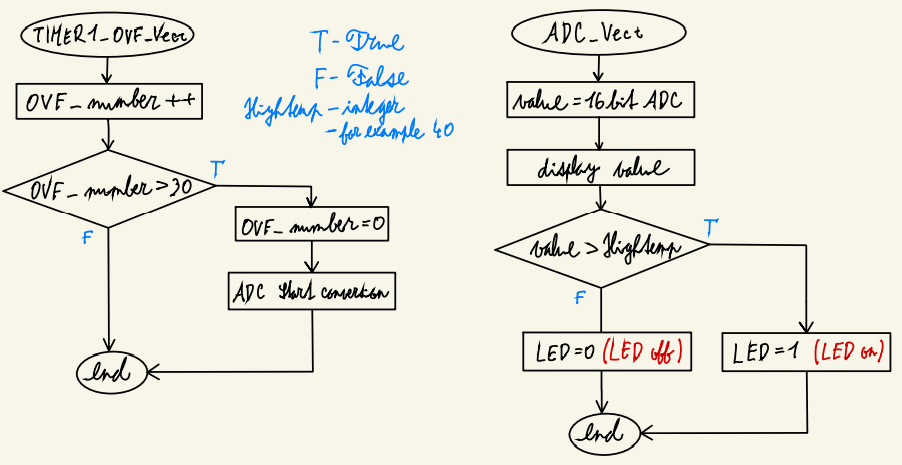 TIMER1_OVF_Vect
OVF_number ++
OVF_number > 30
T
F
OVF_number=0
ADC Start conversion
end
T - True
F - False
Hightemp - integer
- for example 40
ADC_Vect
value = 16 bit ADC
display value
value > Hightemp
T
F
LED=0 (LED off)
LED=1 (LED on)
end